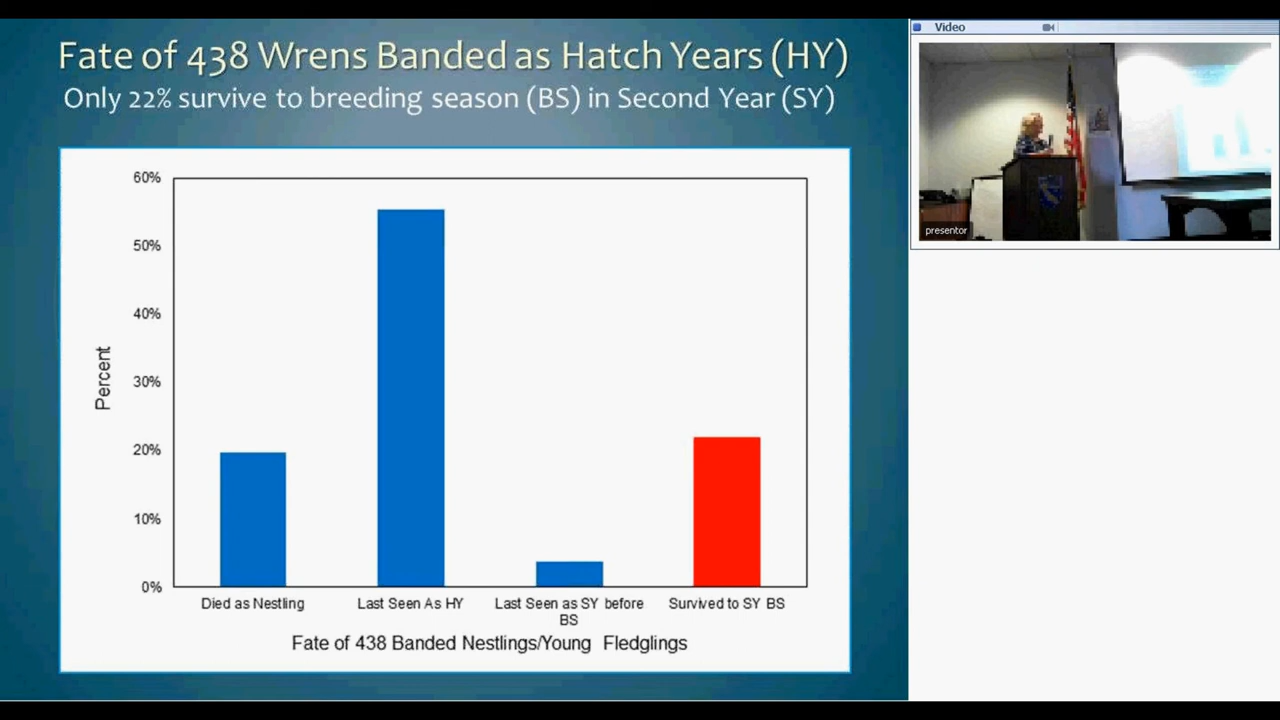 Fate of 438 Wrens Banded as Hatch Years (HY)
Only 22% survive to breeding season (BS) in Second Year (SY)
60%
50%
40%
30%
20%
10%
0%
Percent
Died as Nestling
Last Seen As HY
Last Seen as SY before
BS
Survived to SY BS
Fate of 438 Banded Nestlings/Young Fledglings
Video
presentor